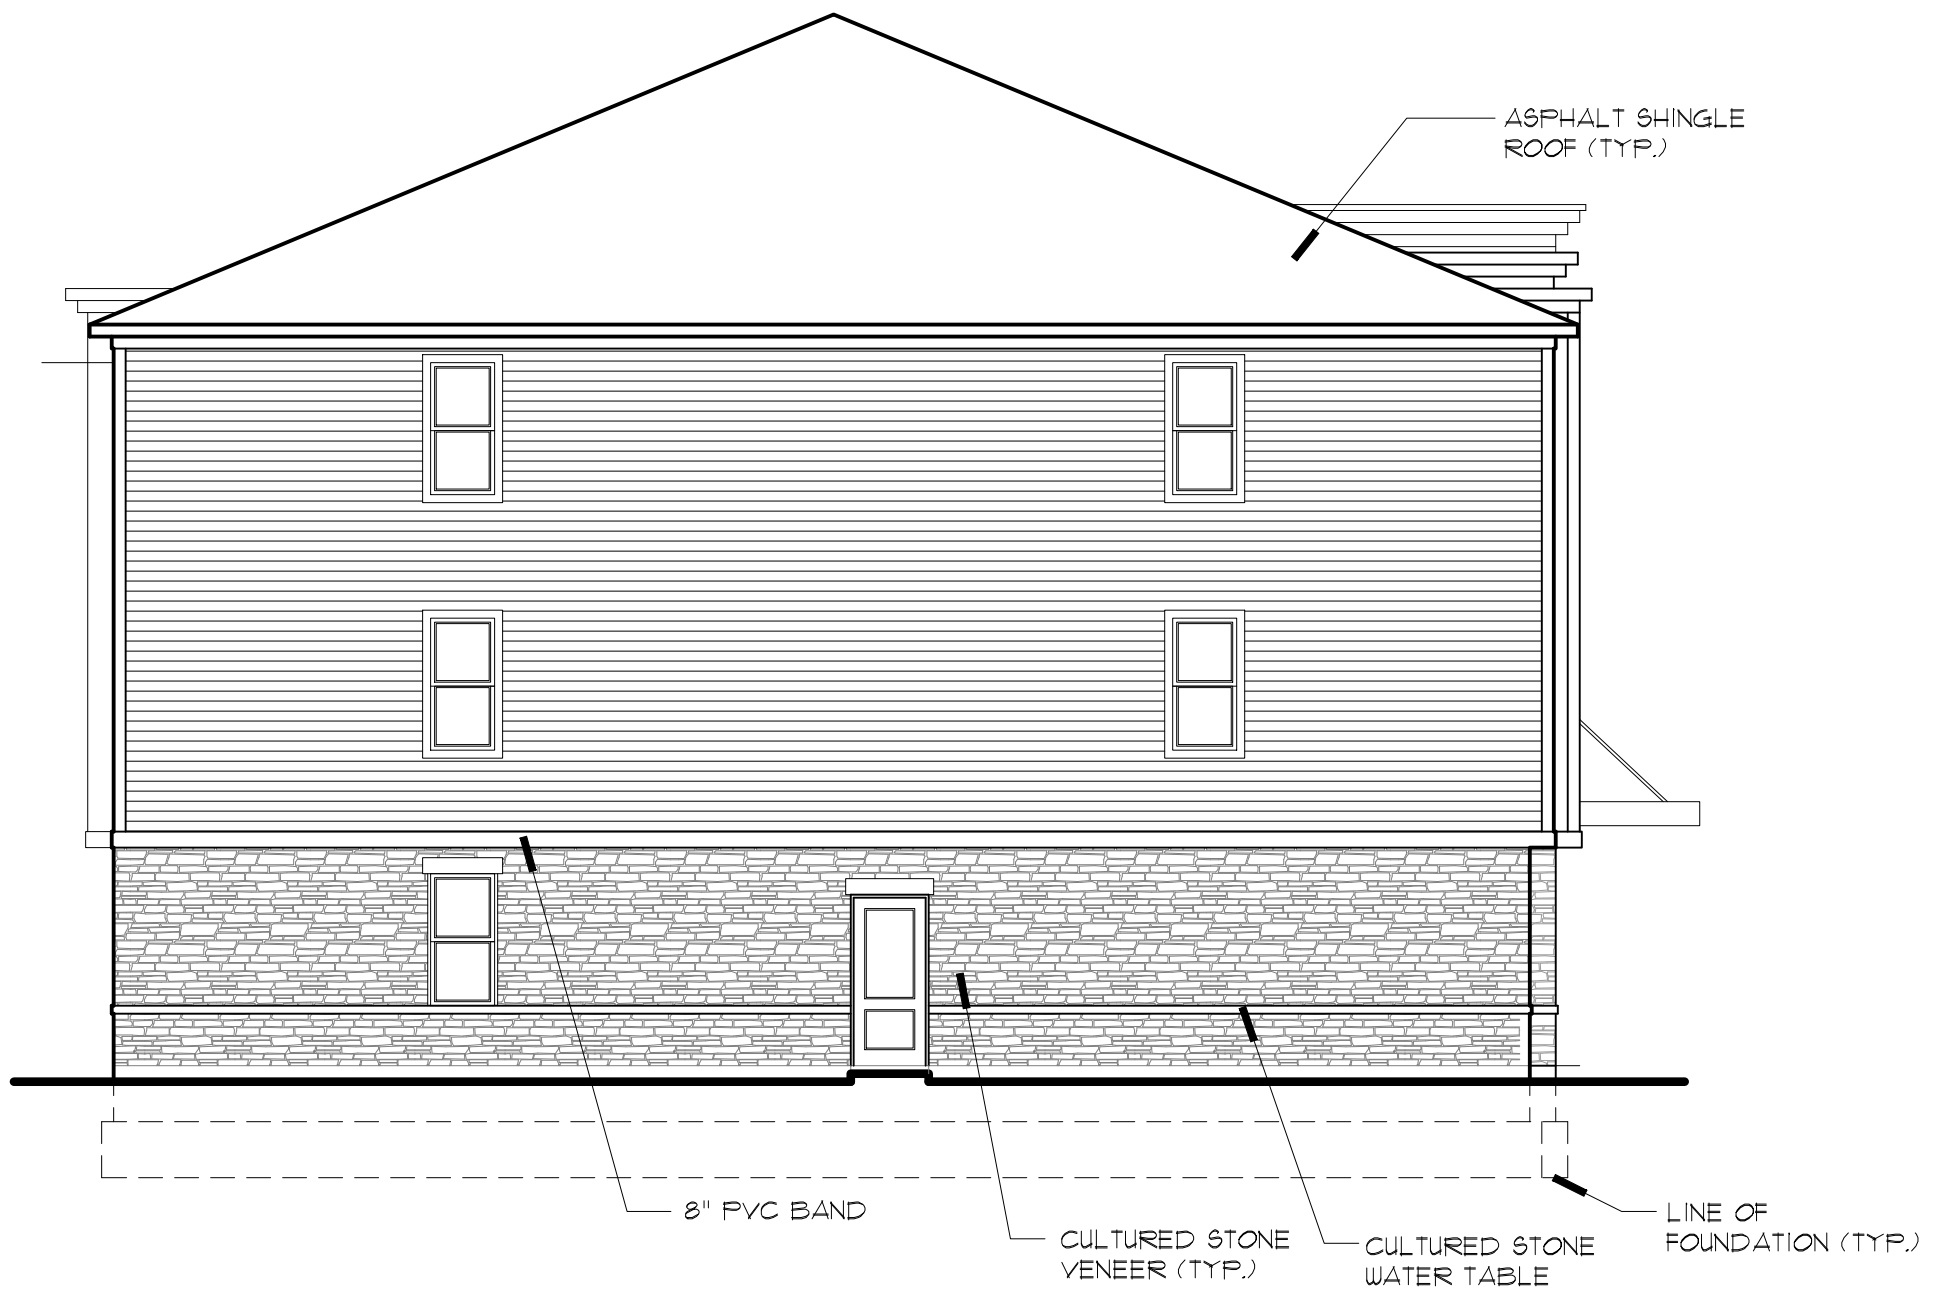 ASPHALT SHINGLE
ROOF (TYP.)
8" PVC BAND
CULTURED STONE
VENEER (TYP.)
CULTURED STONE
WATER TABLE
LINE OF
FOUNDATION (TYP.)